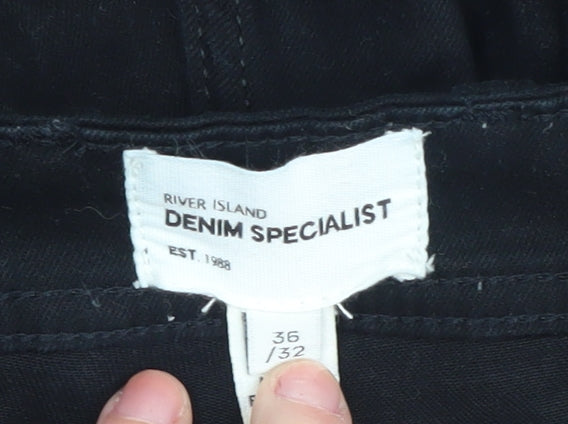 RIVER ISLAND
DENIM SPECIALIST
EST. 1988
36
/32